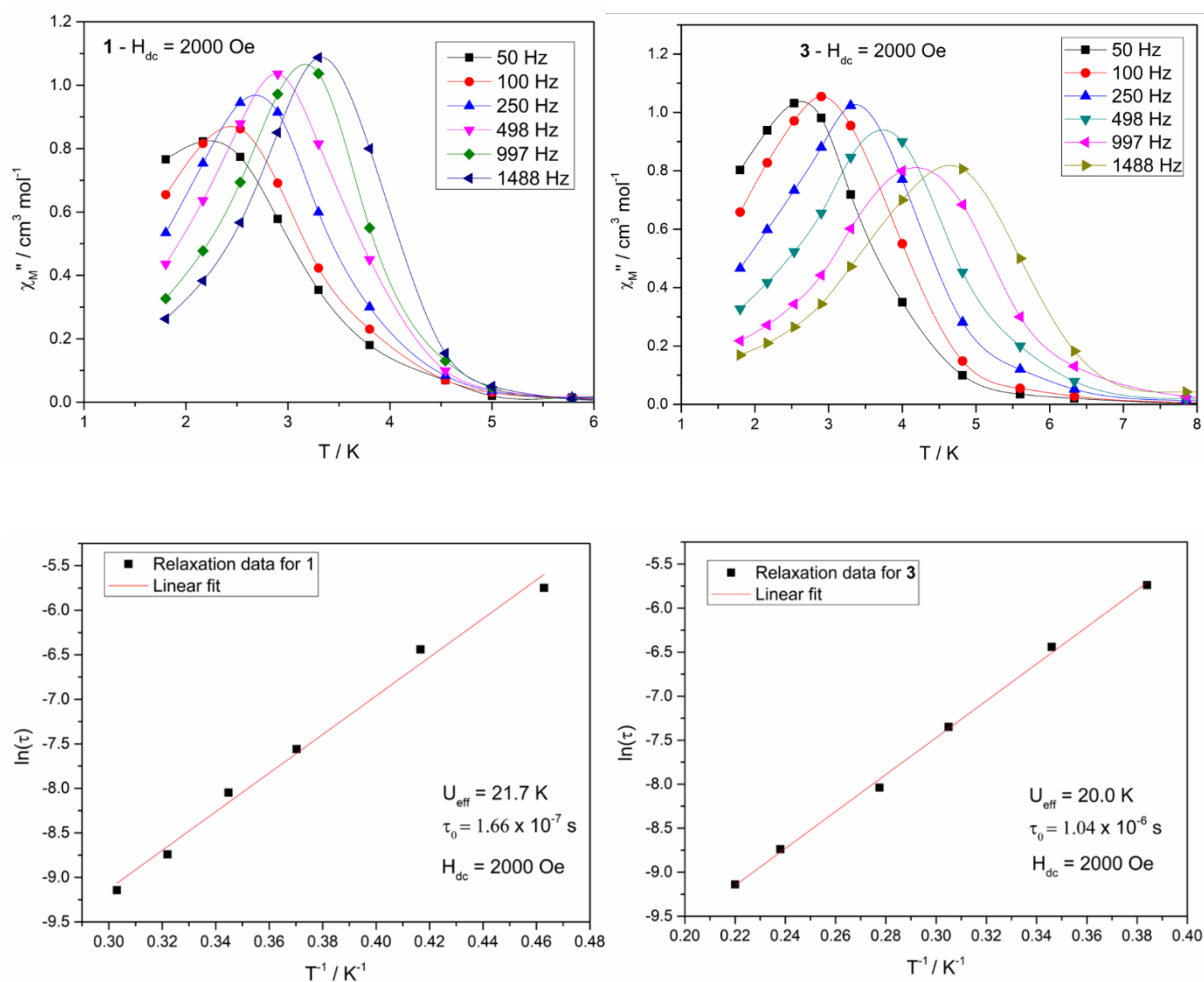 1 - H_dc = 2000 Oe
50 Hz
100 Hz
250 Hz
498 Hz
997 Hz
1488 Hz
χ_M'' / cm³ mol⁻¹
1.2
1.0
0.8
0.6
0.4
0.2
0.0
1 2 3 4 5 6
T / K
3 - H_dc = 2000 Oe
50 Hz
100 Hz
250 Hz
498 Hz
997 Hz
1488 Hz
χ_M'' / cm³ mol⁻¹
1.2
1.0
0.8
0.6
0.4
0.2
0.0
1 2 3 4 5 6 7 8
T / K
Relaxation data for 1
Linear fit
ln(τ)
-5.5
-6.0
-6.5
-7.0
-7.5
-8.0
-8.5
-9.0
-9.5
U_eff = 21.7 K
τ₀ = 1.66 x 10⁻⁷ s
H_dc = 2000 Oe
0.30 0.32 0.34 0.36 0.38 0.40 0.42 0.44 0.46 0.48
T⁻¹ / K⁻¹
Relaxation data for 3
Linear fit
ln(τ)
-5.5
-6.0
-6.5
-7.0
-7.5
-8.0
-8.5
-9.0
-9.5
U_eff = 20.0 K
τ₀ = 1.04 x 10⁻⁶ s
H_dc = 2000 Oe
0.20 0.22 0.24 0.26 0.28 0.30 0.32 0.34 0.36 0.38 0.40
T⁻¹ / K⁻¹